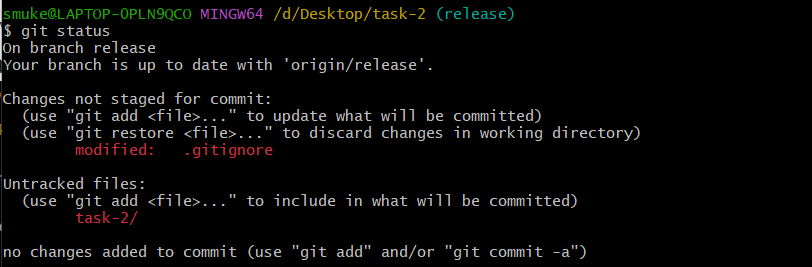 smuke@LAPTOP-0PLN9QCO MINGW64 /d/Desktop/task-2 (release)
$ git status
On branch release
Your branch is up to date with 'origin/release'.

Changes not staged for commit:
  (use "git add <file>..." to update what will be committed)
  (use "git restore <file>..." to discard changes in working directory)
        modified:   .gitignore

Untracked files:
  (use "git add <file>..." to include in what will be committed)
        task-2/

no changes added to commit (use "git add" and/or "git commit -a")